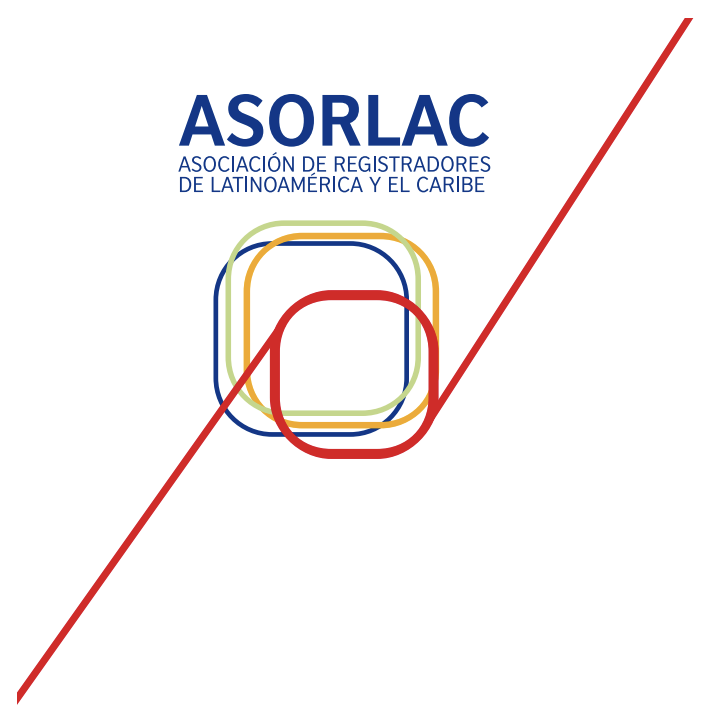 ASORLAC
ASOCIACIÓN DE REGISTRADORES
DE LATINOAMÉRICA Y EL CARIBE